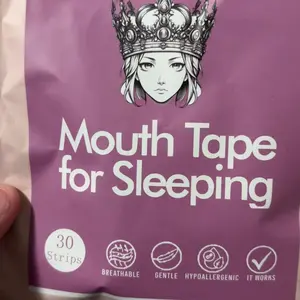 Mouth Tape
for Sleeping
30
Strips
BREATHABLE GENTLE HYPOALLERGENIC IT WORKS